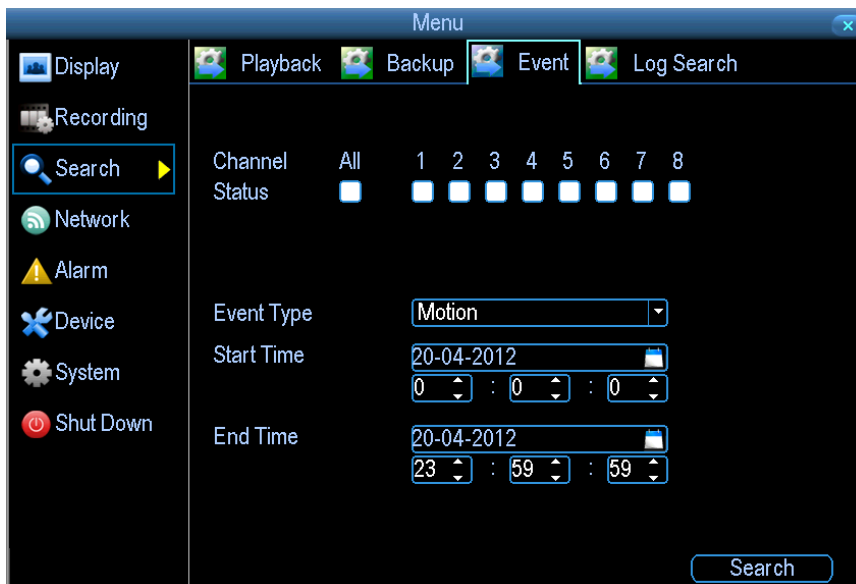 Menu
Display
Recording
Search
Network
Alarm
Device
System
Shut Down
Playback Backup Event Log Search
Channel All 1 2 3 4 5 6 7 8
Status
Event Type Motion
Start Time 20-04-2012
0 : 0 : 0
End Time 20-04-2012
23 : 59 : 59
Search